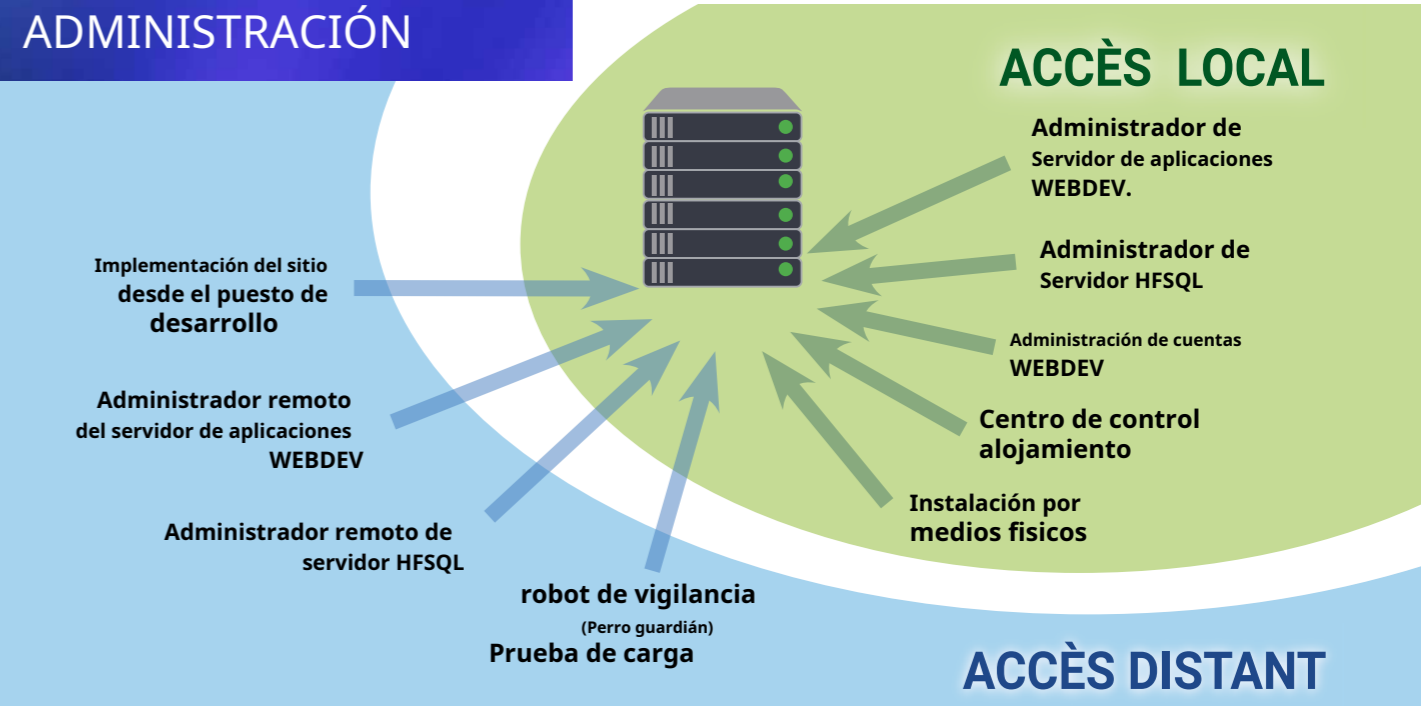 ADMINISTRACIÓN
ACCÈS LOCAL
Administrador de
Servidor de aplicaciones
WEBDEV.
Administrador de
Servidor HFSQL
Administración de cuentas
WEBDEV
Centro de control
alojamiento
Instalación por
medios fisicos
Implementación del sitio
desde el puesto de
desarrollo
Administrador remoto
del servidor de aplicaciones
WEBDEV
Administrador remoto de
servidor HFSQL
robot de vigilancia
(Perro guardián)
Prueba de carga
ACCÈS DISTANT